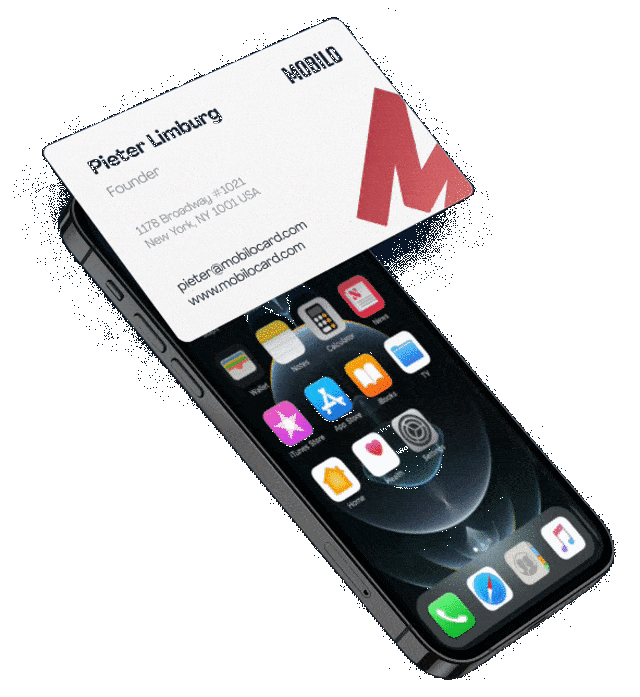 MOBILO
Pieter Limburg
Founder
1178 Broadway #1021
New York, NY 1001 USA
pieter@mobilocard.com
www.mobilocard.com
Wallet
Notes
Calculator
News
iTunes Store
App Store
iBooks
TV
Home
Health
Settings